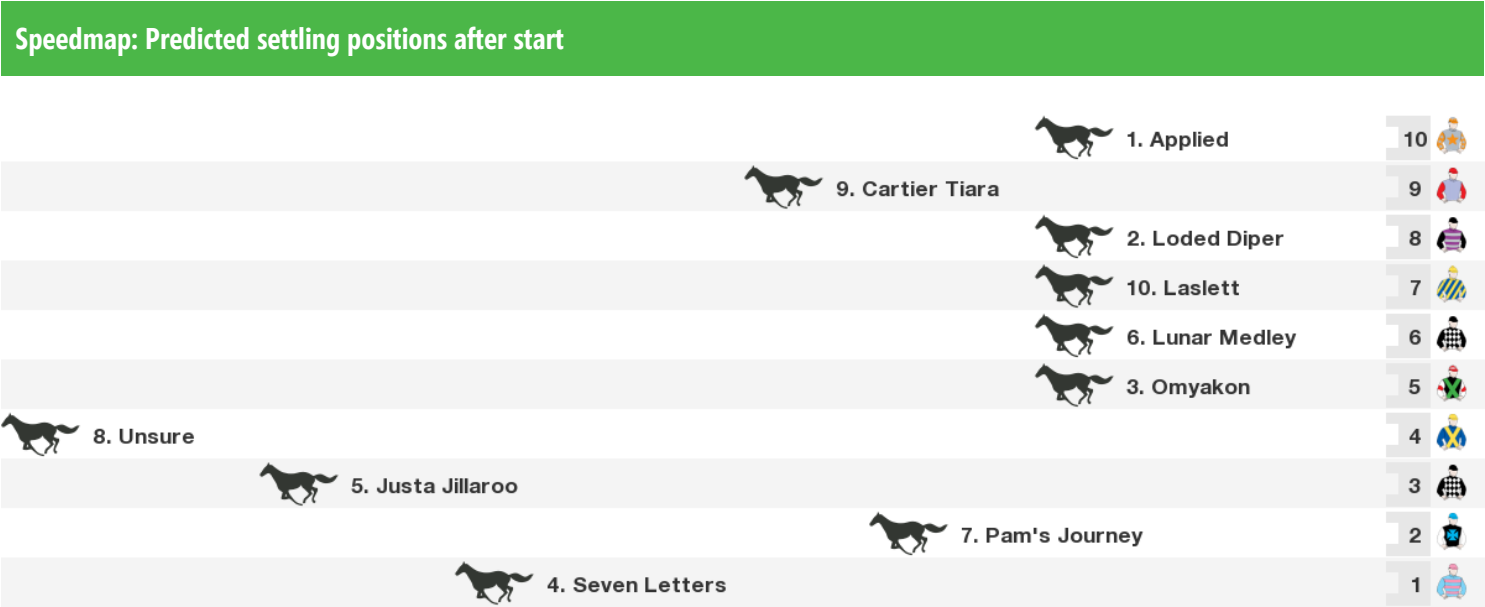 Speedmap: Predicted settling positions after start
1. Applied 10
9. Cartier Tiara 9
2. Loded Diper 8
10. Laslett 7
6. Lunar Medley 6
3. Omyakon 5
8. Unsure 4
5. Justa Jillaroo 3
7. Pam's Journey 2
4. Seven Letters 1